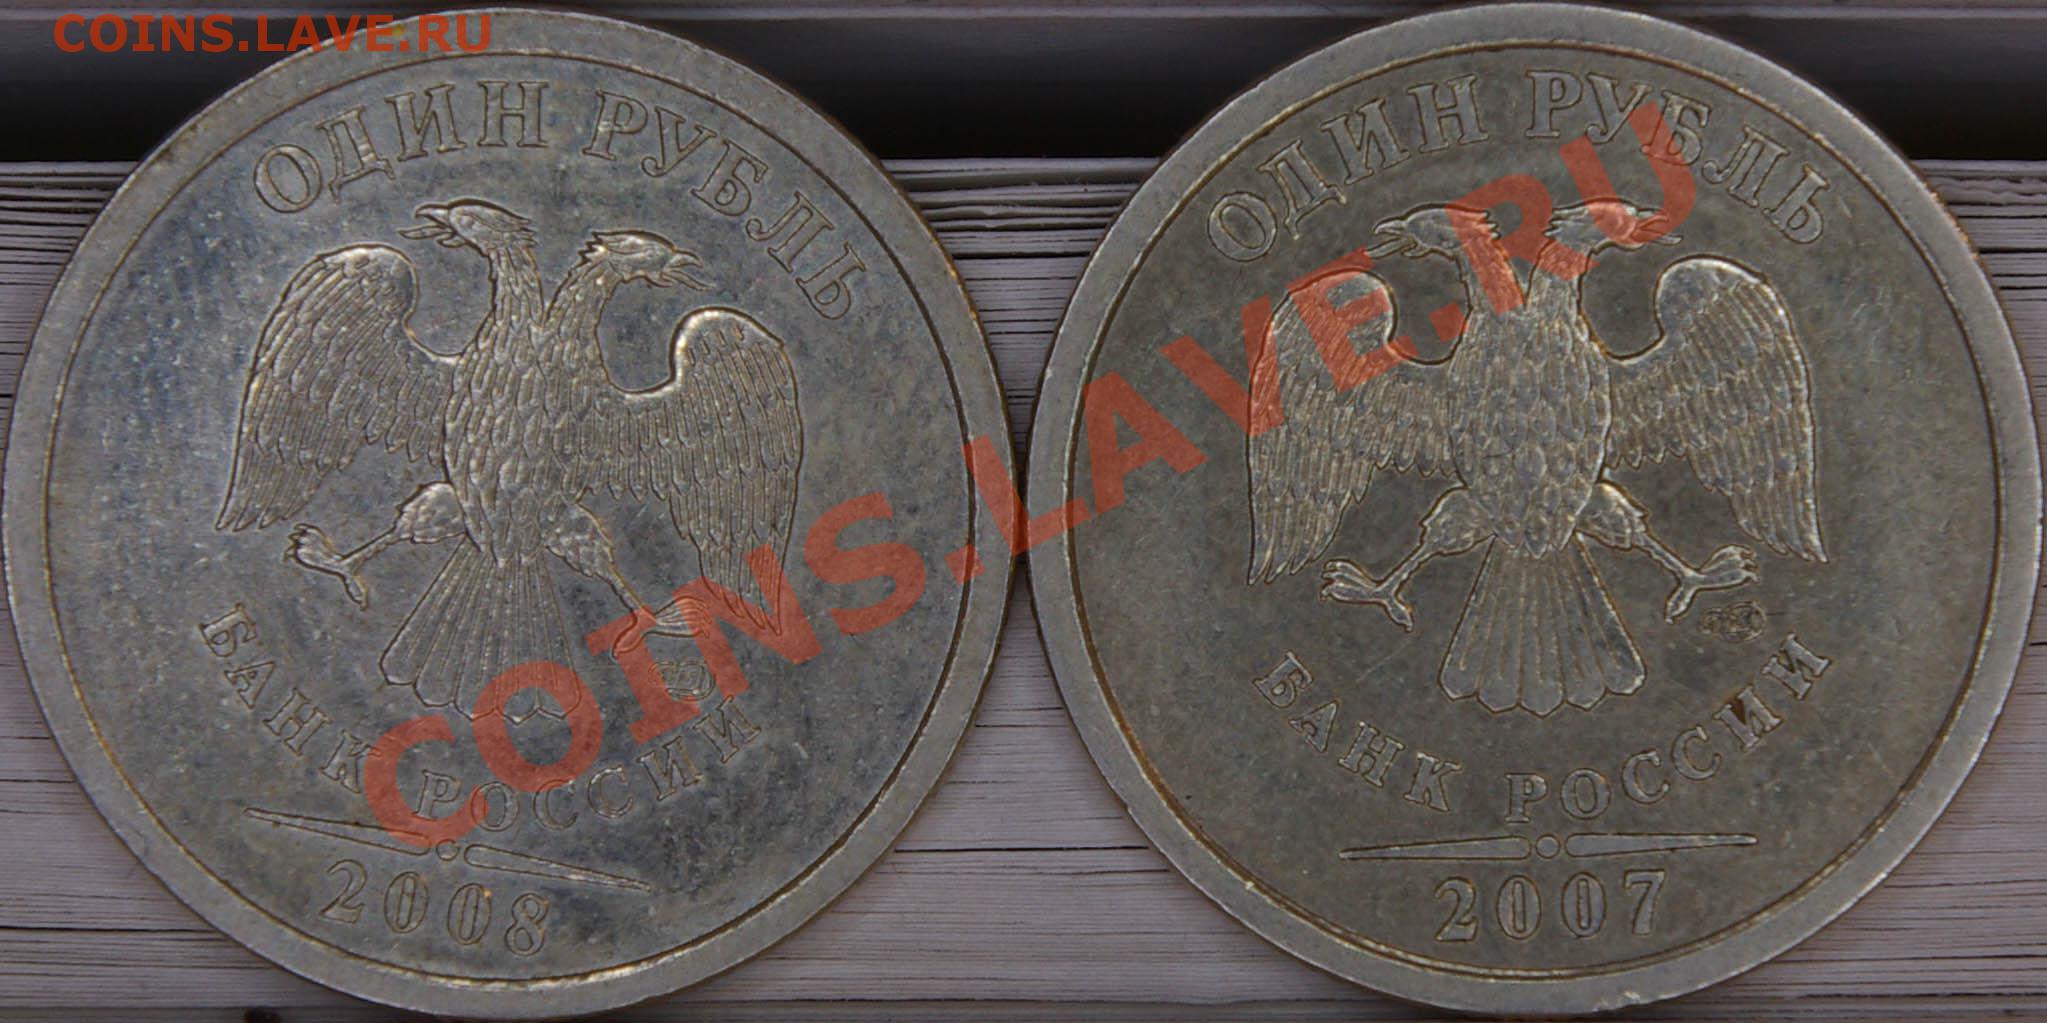 COINS.LAVE.RU
ОДИН РУБЛЬ
БАНК РОССИИ
2008
ОДИН РУБЛЬ
БАНК РОССИИ
2007
COINS.LAVE.RU